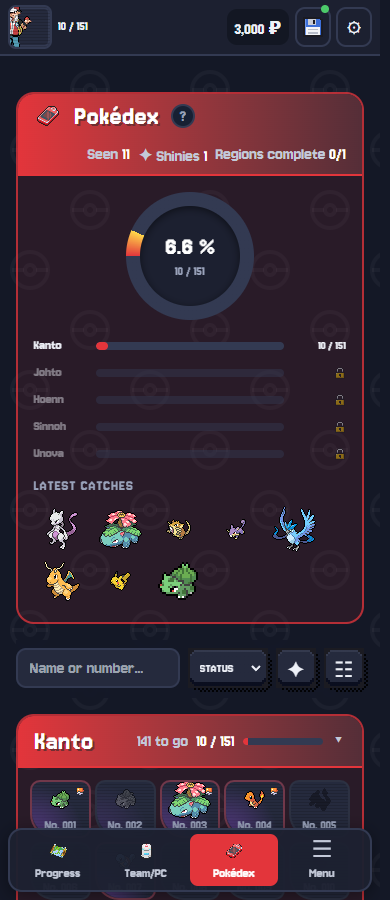 10 / 151
3,000 ₽
Pokédex ?
Seen 11 Shinies 1 Regions complete 0/1
6.6 %
10 / 151
Kanto 10 / 151
Johto
Hoenn
Sinnoh
Unova
LATEST CATCHES
Name or number...
STATUS
Kanto 141 to go 10 / 151
No. 001 No. 002 No. 003 No. 004 No. 005
Progress Team/PC Pokédex Menu